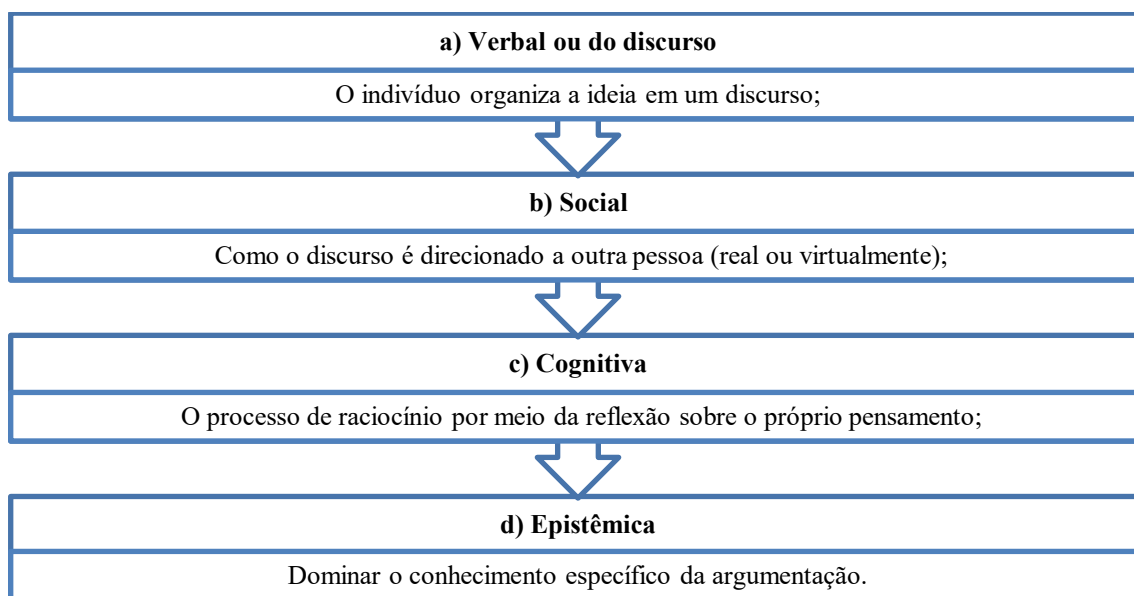 a) Verbal ou do discurso
O indivíduo organiza a ideia em um discurso;
b) Social
Como o discurso é direcionado a outra pessoa (real ou virtualmente);
c) Cognitiva
O processo de raciocínio por meio da reflexão sobre o próprio pensamento;
d) Epistêmica
Dominar o conhecimento específico da argumentação.